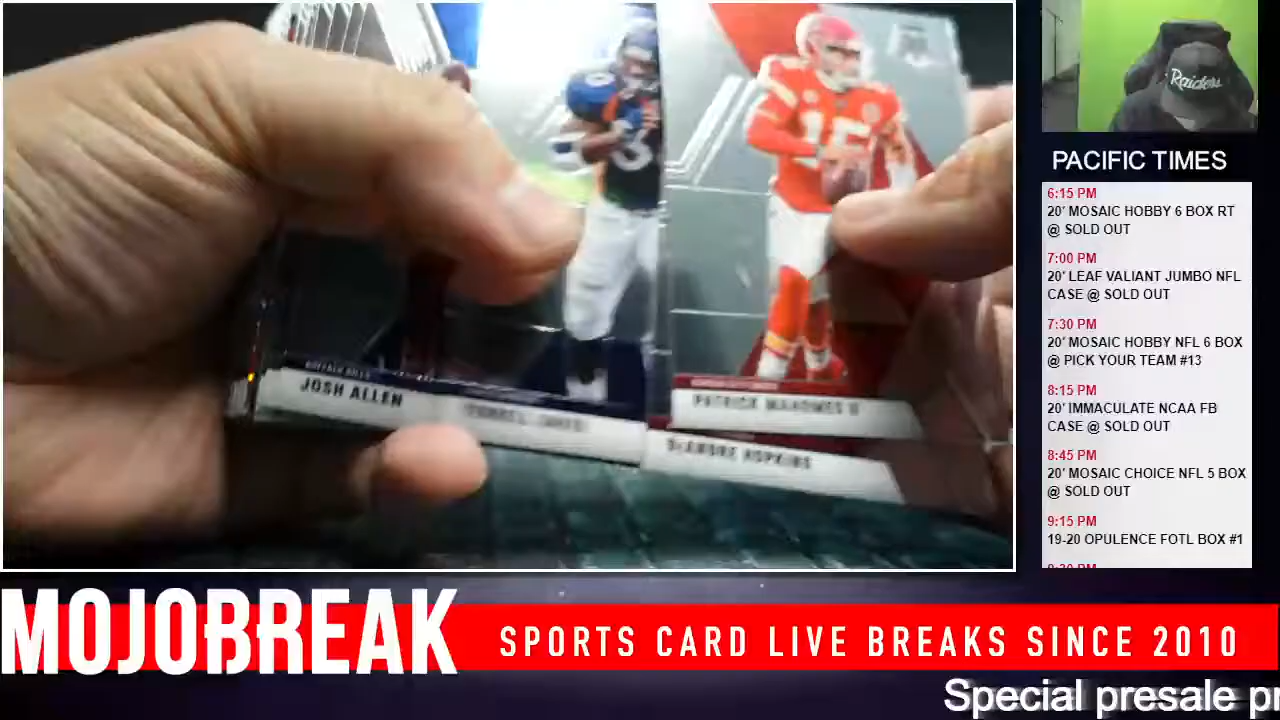 Raiders
15
BUFFALO BILLS
JOSH ALLEN
PATRICK MAHOMES II
DEANDRE HOPKINS
PACIFIC TIMES
6:15 PM
20' MOSAIC HOBBY 6 BOX RT
@ SOLD OUT
7:00 PM
20' LEAF VALIANT JUMBO NFL
CASE @ SOLD OUT
7:30 PM
20' MOSAIC HOBBY NFL 6 BOX
@ PICK YOUR TEAM #13
8:15 PM
20' IMMACULATE NCAA FB
CASE @ SOLD OUT
8:45 PM
20' MOSAIC CHOICE NFL 5 BOX
@ SOLD OUT
9:15 PM
19-20 OPULENCE FOTL BOX #1
MOJOBREAK
SPORTS CARD LIVE BREAKS SINCE 2010
Special presale pr